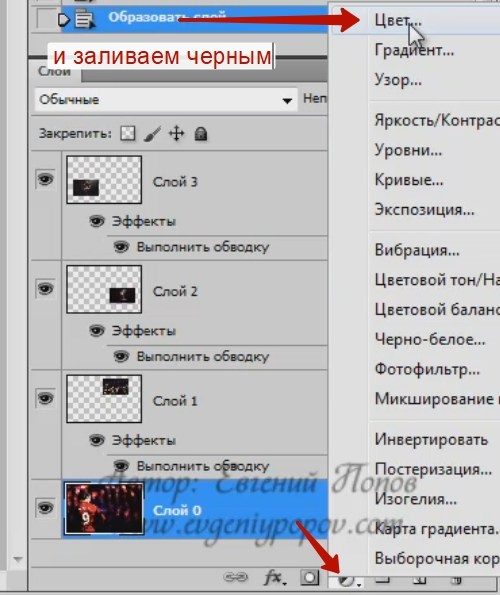 Образовать слой
Цвет...
и заливаем черным
Градиент...
Слои
Узор...
Обычные
Неп
Закрепить:
Яркость/Контрас
Уровни...
Кривые...
Экспозиция...
Слой 3
Эффекты
Выполнить обводку
Вибрация...
Цветовой тон/На
Цветовой баланс
Черно-белое...
Фотофильтр...
Микширование к
Слой 2
Эффекты
Выполнить обводку
Слой 1
Эффекты
Выполнить обводку
Инвертировать
Постеризация...
Изогелия...
Карта градиента.
Выборочная кор
Автор: Евгений Попов
Слой 0
www.evgeniypopov.com
9
fx